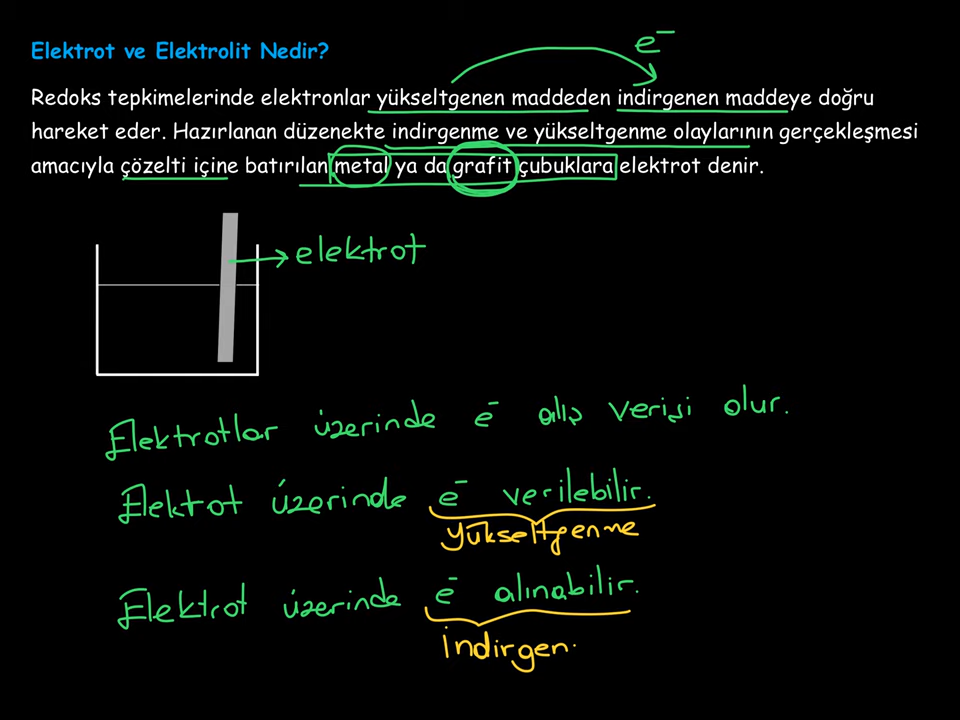 Elektrot ve Elektrolit Nedir?
e⁻
Redoks tepkimelerinde elektronlar yükseltgenen maddeden indirgenen maddeye doğru
hareket eder. Hazırlanan düzenekte indirgenme ve yükseltgenme olaylarının gerçekleşmesi
amacıyla çözelti içine batırılan metal ya da grafit çubuklara elektrot denir.
elektrot
Elektrotlar üzerinde e⁻ alış verişi olur.
Elektrot üzerinde e⁻ verilebilir.
Yükseltgenme
Elektrot üzerinde e⁻ alınabilir.
İndirgen